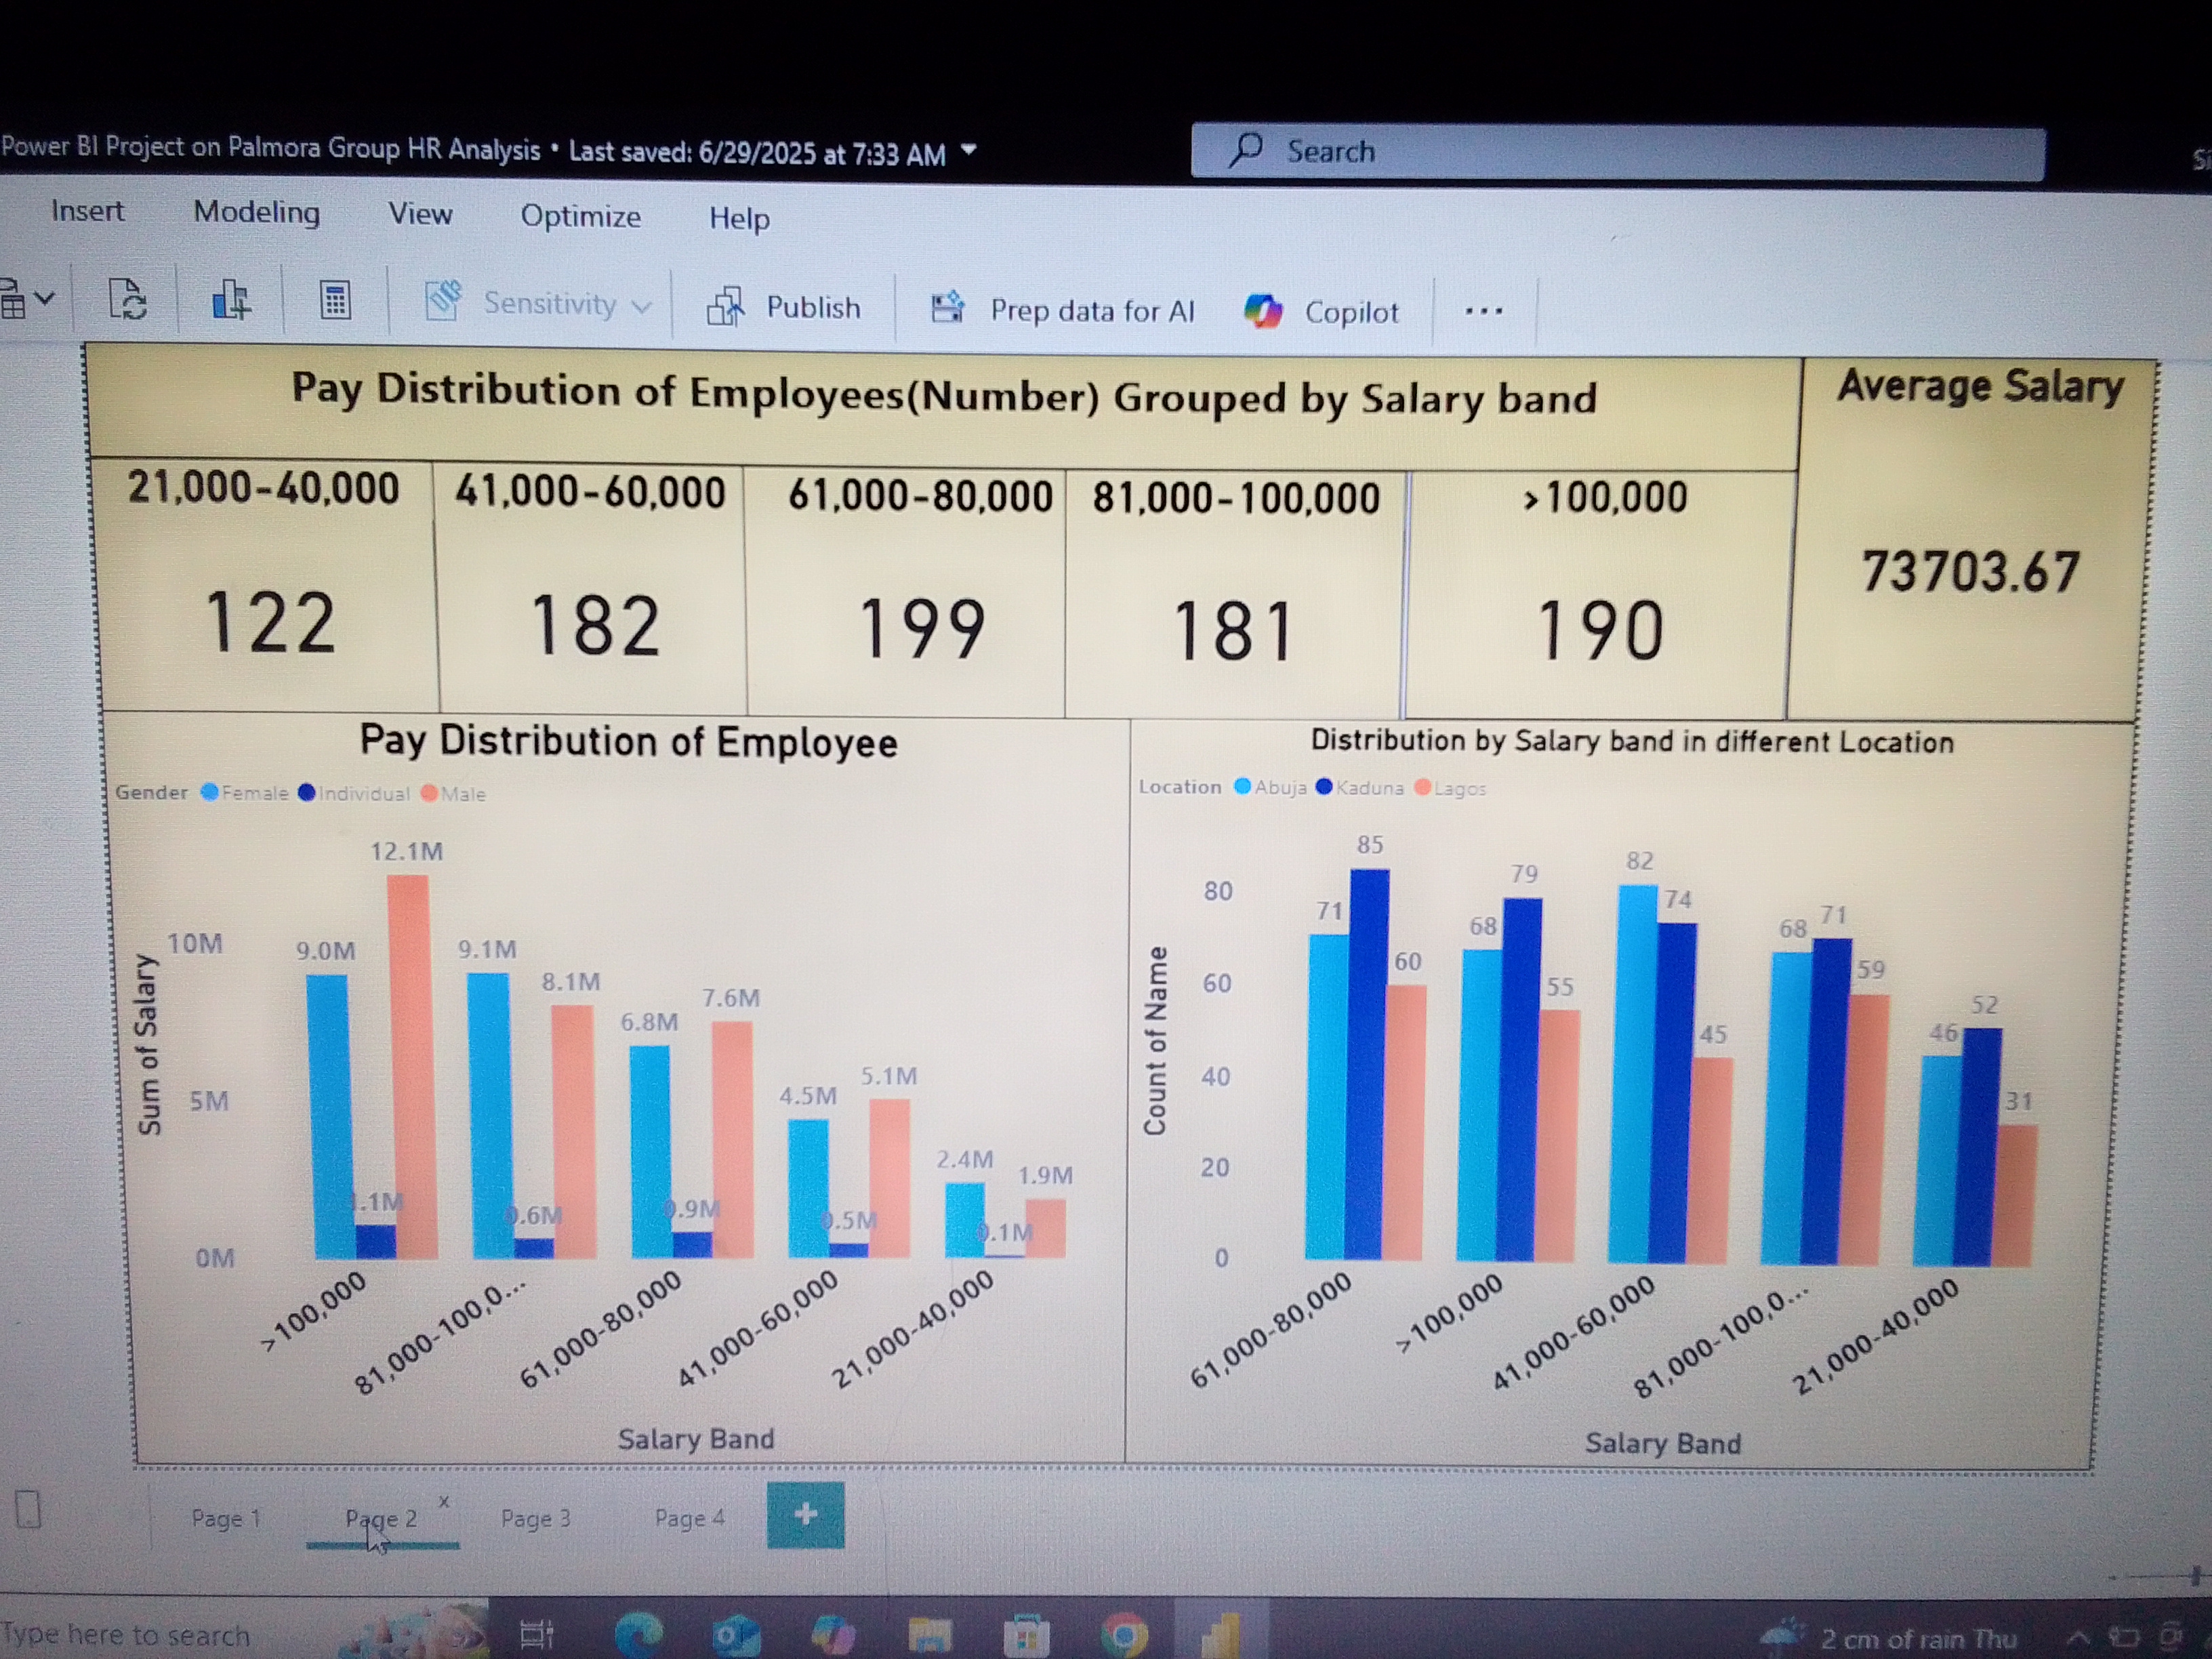 Power BI Project on Palmora Group HR Analysis • Last saved: 6/29/2025 at 7:33 AM
Search
Insert Modeling View Optimize Help
Sensitivity Publish Prep data for AI Copilot ...
Pay Distribution of Employees(Number) Grouped by Salary band
Average Salary
21,000-40,000 41,000-60,000 61,000-80,000 81,000-100,000 >100,000
122 182 199 181 190
73703.67
Pay Distribution of Employee
Gender Female Individual Male
Sum of Salary
10M
5M
0M
9.0M 1.1M 12.1M
9.1M 0.6M 8.1M
6.8M 0.9M 7.6M
4.5M 0.5M 5.1M
2.4M 0.1M 1.9M
>100,000 81,000-100,0... 61,000-80,000 41,000-60,000 21,000-40,000
Salary Band
Distribution by Salary band in different Location
Location Abuja Kaduna Lagos
Count of Name
80
60
40
20
0
71 85 60
68 79 55
82 74 45
68 71 59
46 52 31
61,000-80,000 >100,000 41,000-60,000 81,000-100,0... 21,000-40,000
Salary Band
Page 1 Page 2 x Page 3 Page 4 +
Type here to search
2 cm of rain Thu